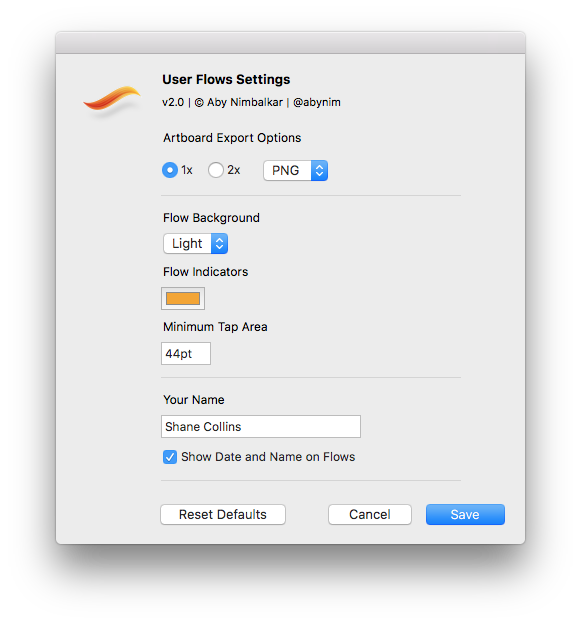 User Flows Settings
v2.0 | © Aby Nimbalkar | @abynim
Artboard Export Options
1x 2x PNG
Flow Background
Light
Flow Indicators
Minimum Tap Area
44pt
Your Name
Shane Collins
Show Date and Name on Flows
Reset Defaults Cancel Save